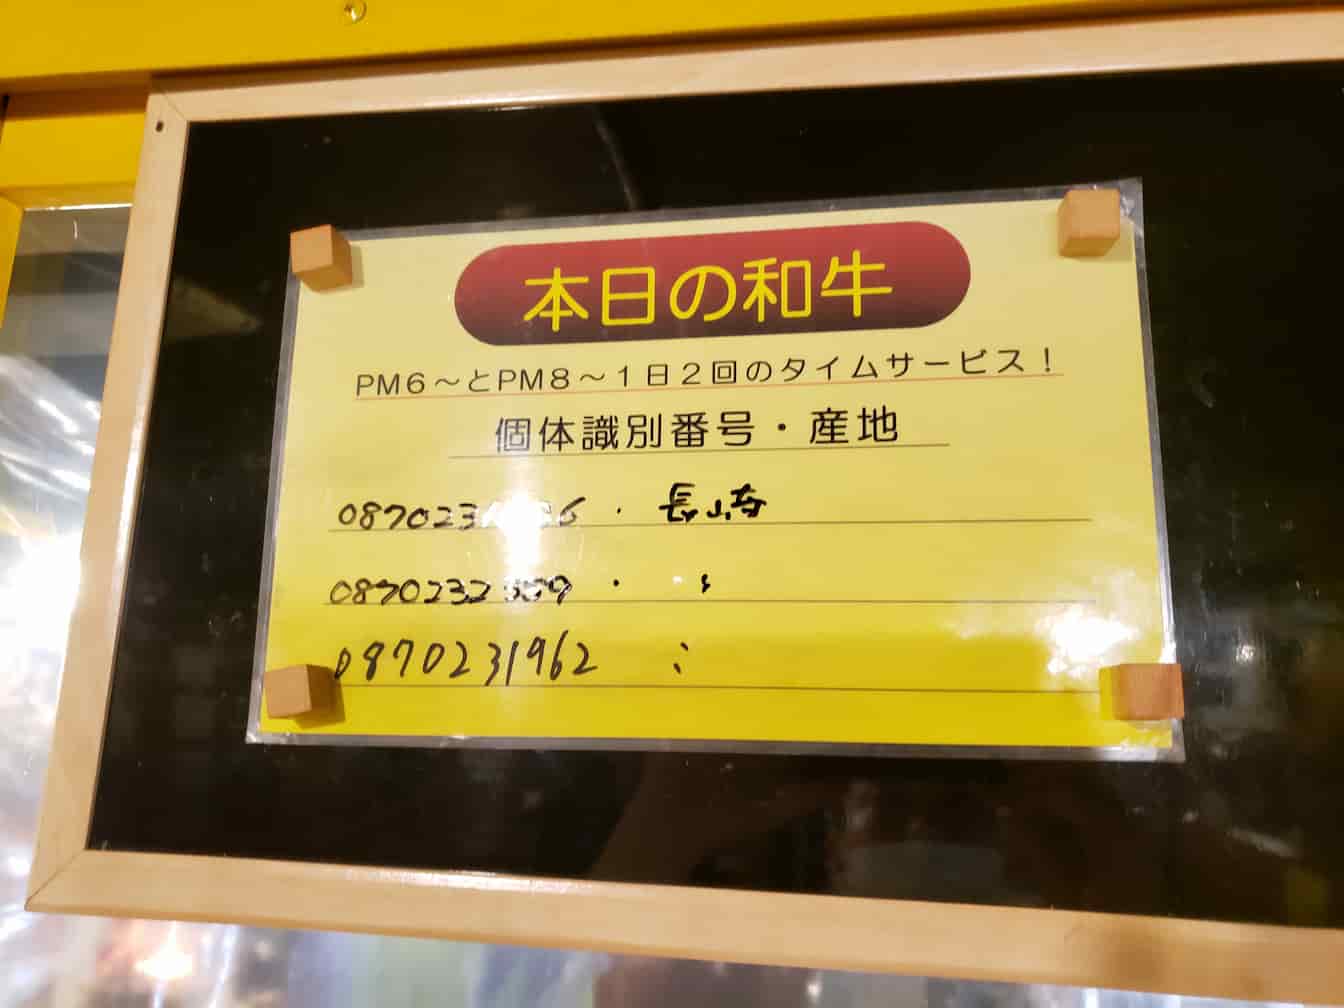 本日の和牛
PM6～とPM8～1日2回のタイムサービス！
個体識別番号・産地
・長崎
・〃
0870231962 〃